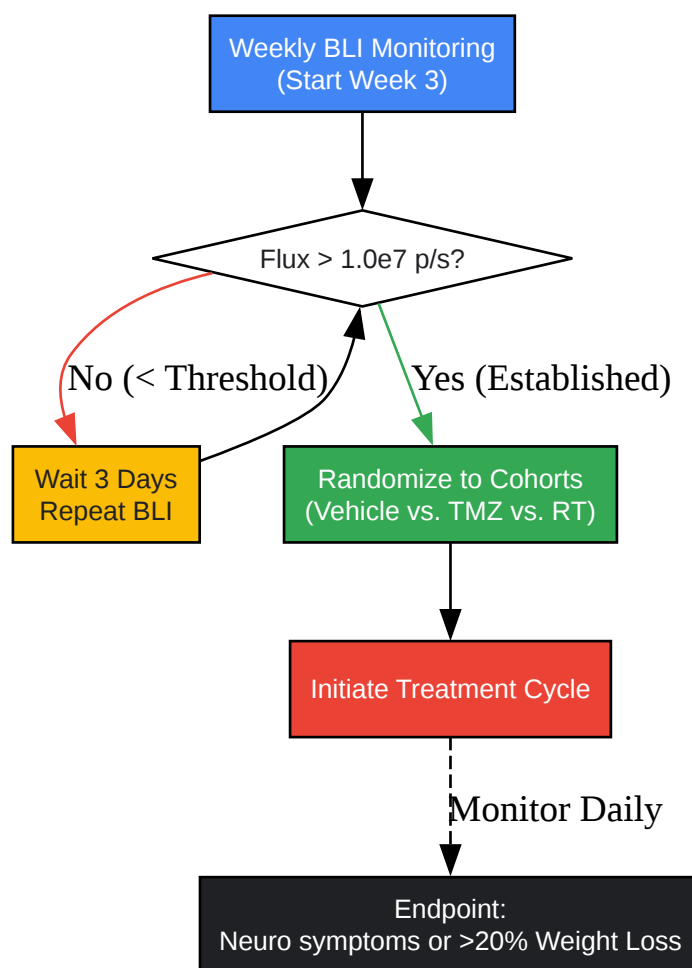 Weekly BLI Monitoring
(Start Week 3)
Flux > 1.0e7 p/s?
No (< Threshold)
Yes (Established)
Wait 3 Days
Repeat BLI
Randomize to Cohorts
(Vehicle vs. TMZ vs. RT)
Initiate Treatment Cycle
Monitor Daily
Endpoint:
Neuro symptoms or >20% Weight Loss